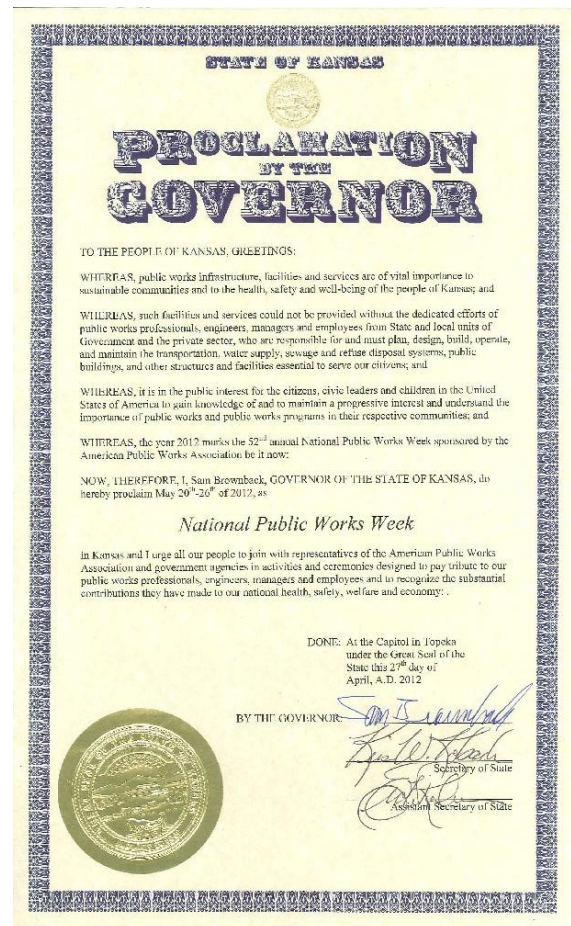 STATE OF KANSAS
PROCLAMATION
BY THE
GOVERNOR
TO THE PEOPLE OF KANSAS, GREETINGS:
WHEREAS, public works infrastructure, facilities and services are of vital importance to
sustainable communities and to the health, safety and well-being of the people of Kansas; and
WHEREAS, such facilities and services could not be provided without the dedicated efforts of
public works professionals, engineers, managers and employees from State and local units of
Government and the private sector, who are responsible for and must plan, design, build, operate,
and maintain the transportation, water supply, sewage and refuse disposal systems, public
buildings, and other structures and facilities essential to serve our citizens; and
WHEREAS, it is in the public interest for the citizens, civic leaders and children in the United
States of America to gain knowledge of and to maintain a progressive interest and understand the
importance of public works and public works programs in their respective communities; and
WHEREAS, the year 2012 marks the 52nd annual National Public Works Week sponsored by the
American Public Works Association be it now:
NOW, THEREFORE, I, Sam Brownback, GOVERNOR OF THE STATE OF KANSAS, do
hereby proclaim May 20th-26th of 2012, as
National Public Works Week
in Kansas and I urge all our people to join with representatives of the American Public Works
Association and government agencies in activities and ceremonies designed to pay tribute to our
public works professionals, engineers, managers and employees and to recognize the substantial
contributions they have made to our national health, safety, welfare and economy: .
DONE: At the Capitol in Topeka
under the Great Seal of the
State this 27th day of
April, A.D. 2012
BY THE GOVERNOR: Sam Brownback
Kris W. Kobach
Secretary of State
Assistant Secretary of State